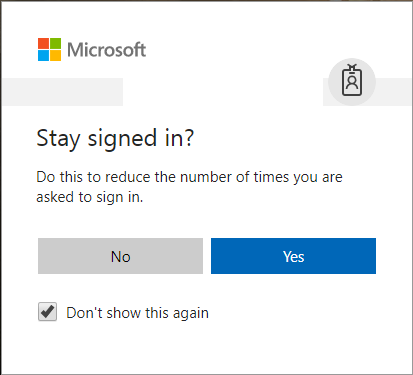 Microsoft
Stay signed in?
Do this to reduce the number of times you are
asked to sign in.
No
Yes
Don't show this again